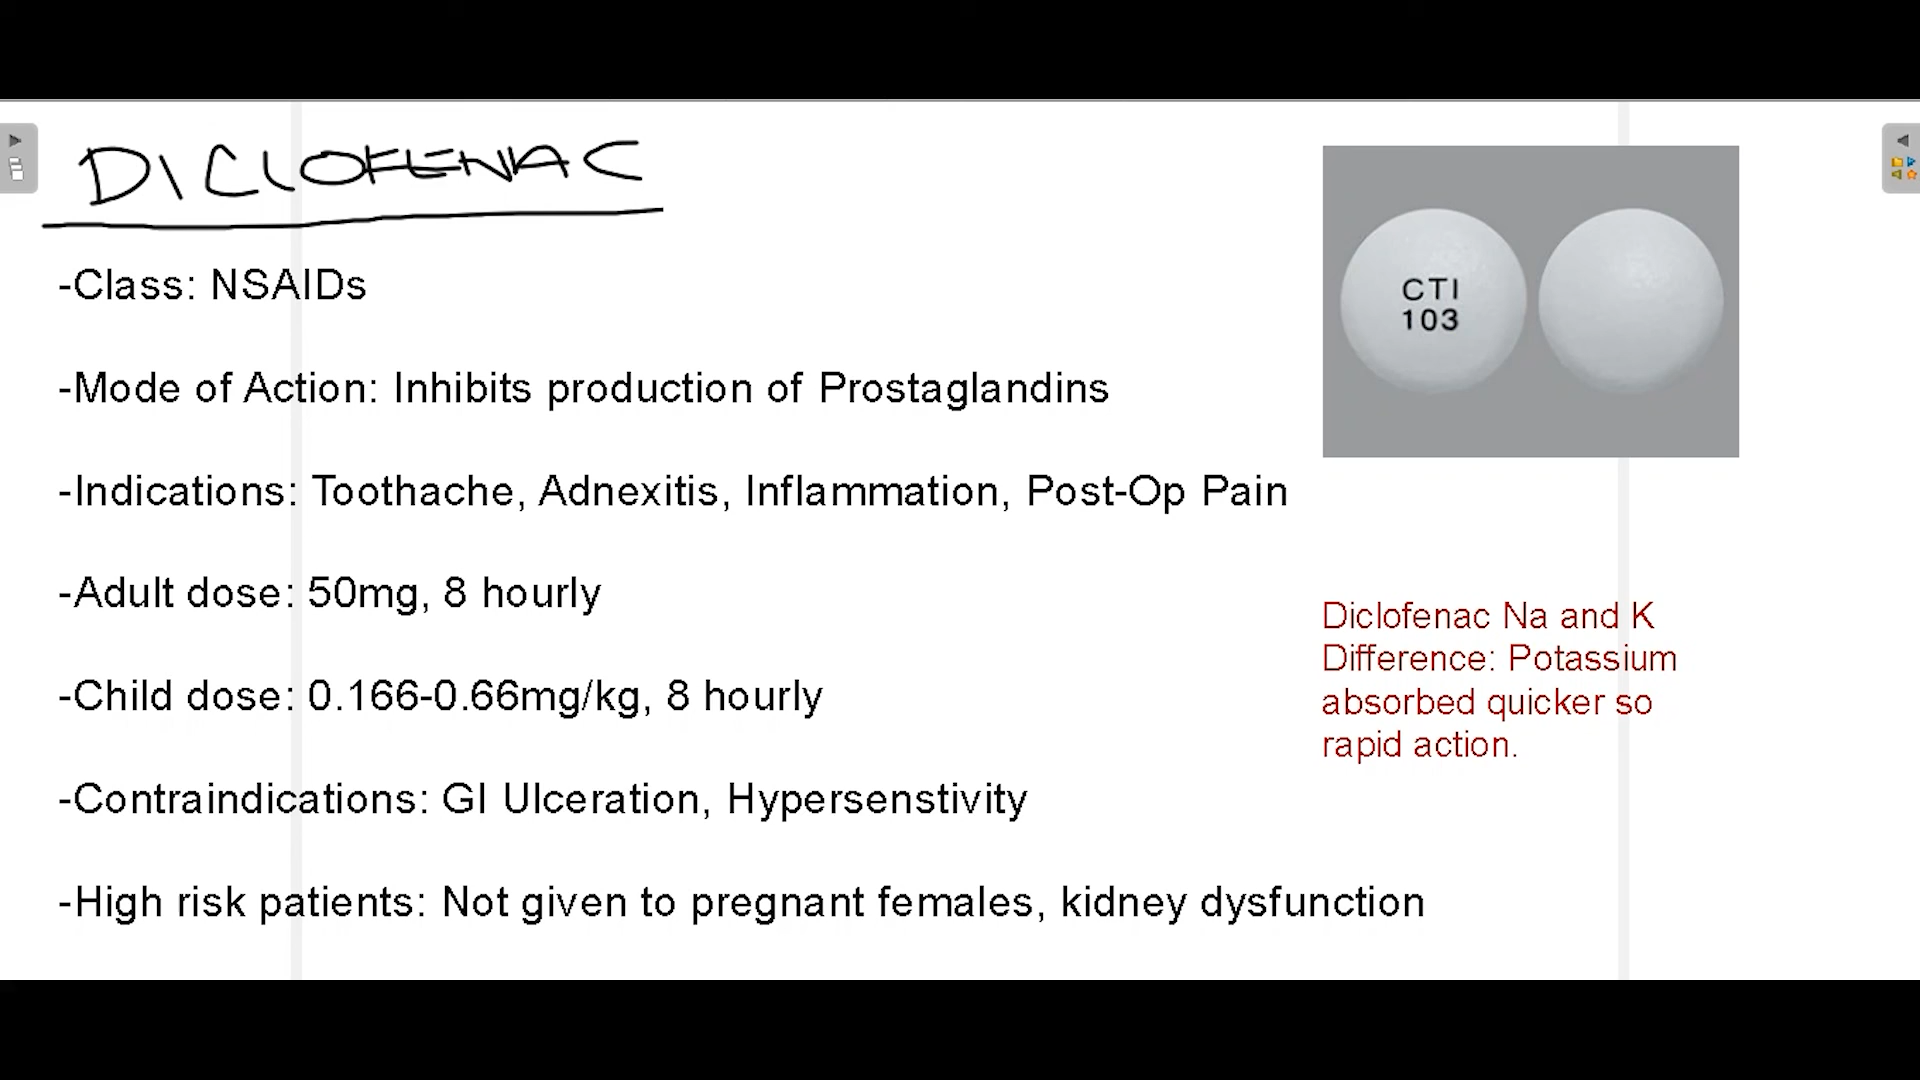 DICLOFENAC
-Class: NSAIDs
-Mode of Action: Inhibits production of Prostaglandins
-Indications: Toothache, Adnexitis, Inflammation, Post-Op Pain
-Adult dose: 50mg, 8 hourly
-Child dose: 0.166-0.66mg/kg, 8 hourly
-Contraindications: GI Ulceration, Hypersenstivity
-High risk patients: Not given to pregnant females, kidney dysfunction
CTI
103
Diclofenac Na and K
Difference: Potassium
absorbed quicker so
rapid action.